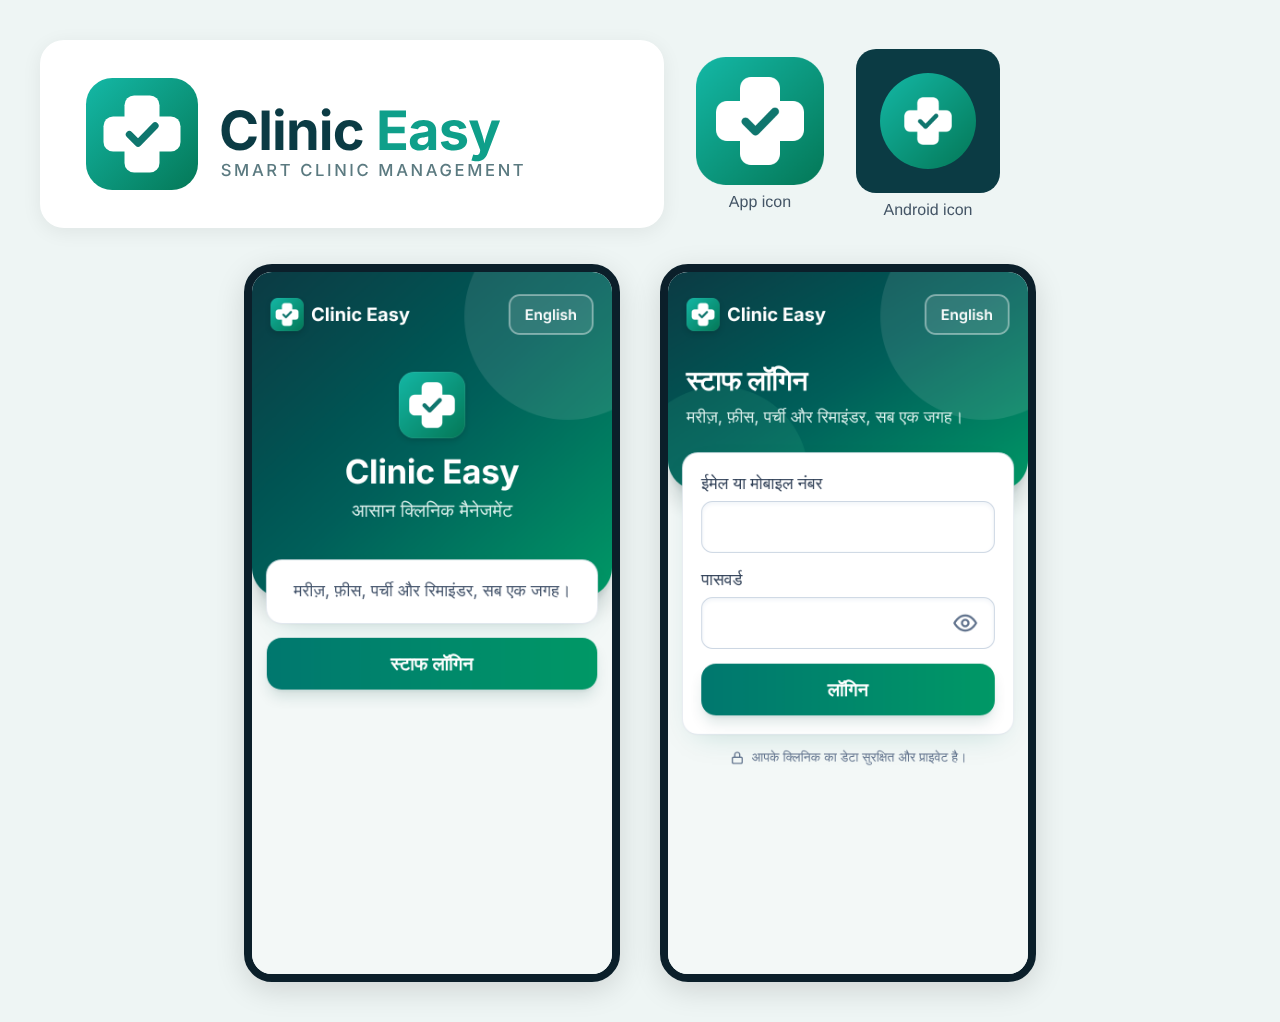 Clinic Easy
SMART CLINIC MANAGEMENT
App icon
Android icon
Clinic Easy
English
Clinic Easy
आसान क्लिनिक मैनेजमेंट
मरीज़, फ़ीस, पर्ची और रिमाइंडर, सब एक जगह।
स्टाफ लॉगिन
Clinic Easy
English
स्टाफ लॉगिन
मरीज़, फ़ीस, पर्ची और रिमाइंडर, सब एक जगह।
ईमेल या मोबाइल नंबर
पासवर्ड
लॉगिन
आपके क्लिनिक का डेटा सुरक्षित और प्राइवेट है।